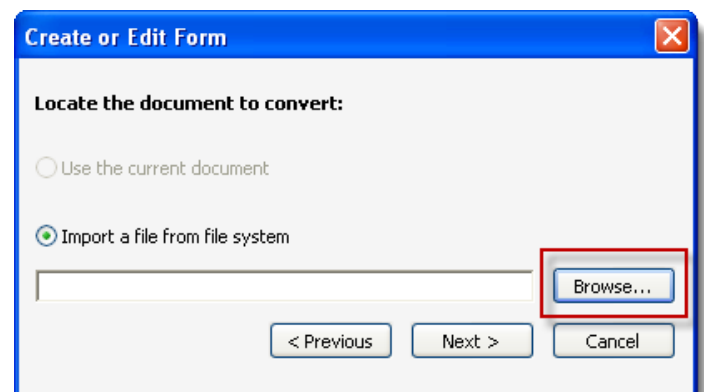 Create or Edit Form
Locate the document to convert:
Use the current document
Import a file from file system
Browse...
< Previous Next > Cancel